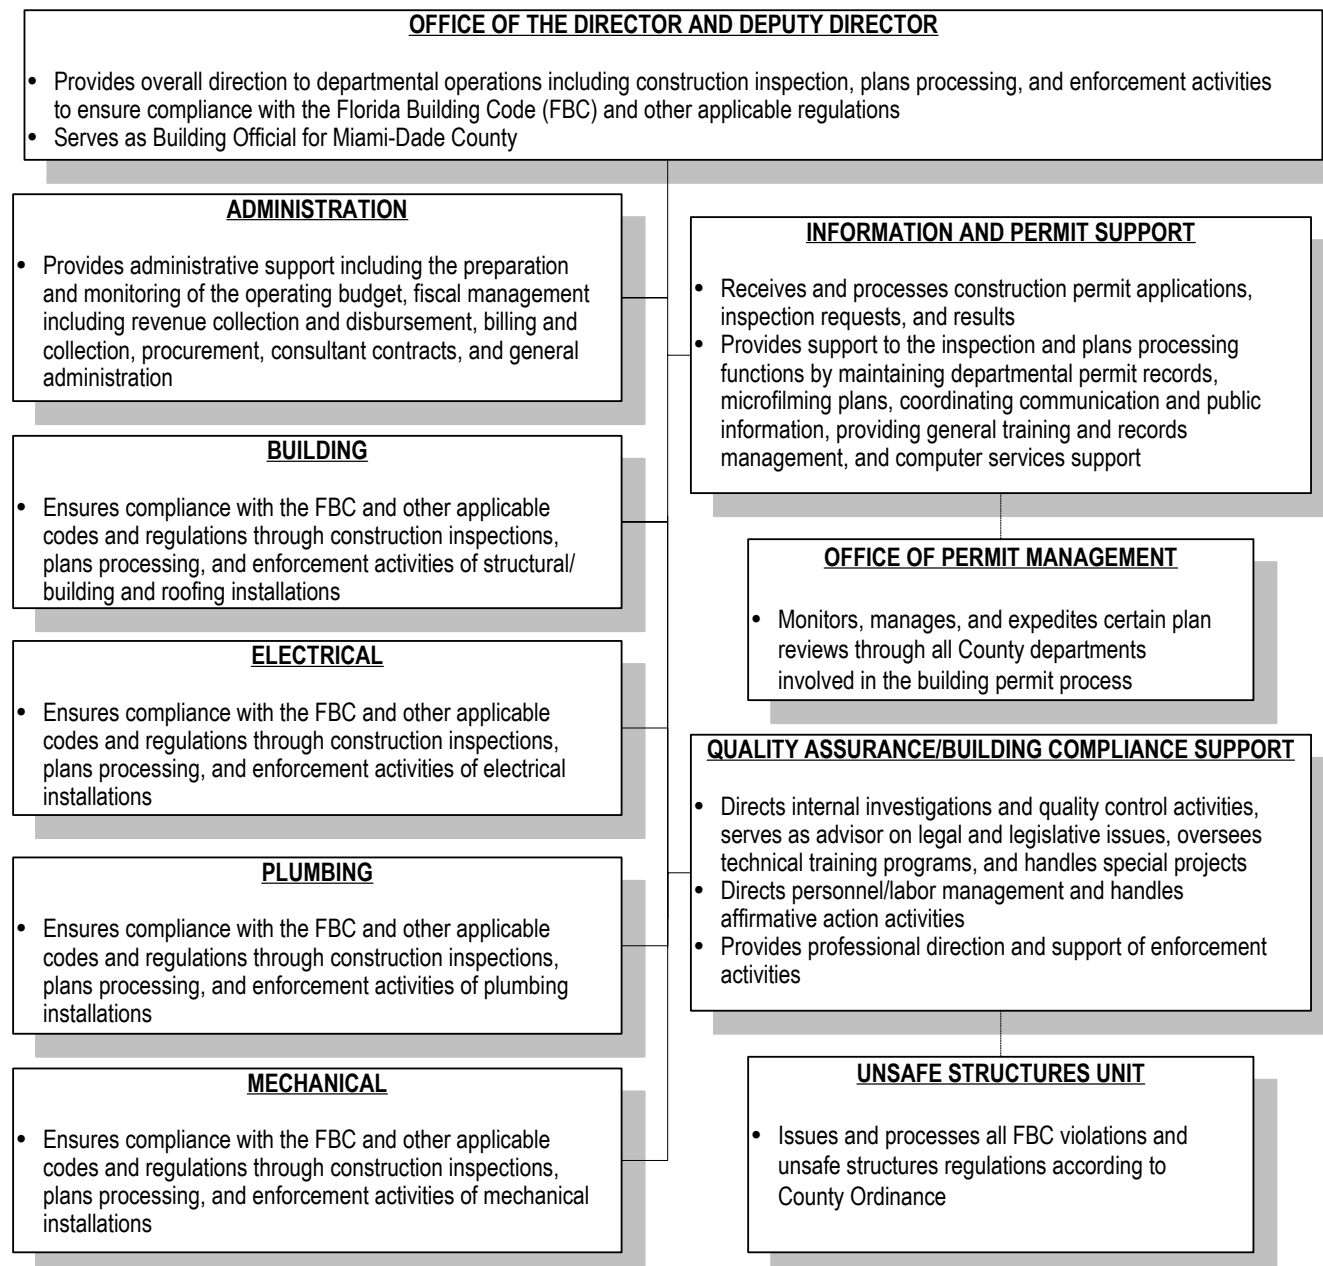 OFFICE OF THE DIRECTOR AND DEPUTY DIRECTOR
• Provides overall direction to departmental operations including construction inspection, plans processing, and enforcement activities
to ensure compliance with the Florida Building Code (FBC) and other applicable regulations
• Serves as Building Official for Miami-Dade County
ADMINISTRATION
• Provides administrative support including the preparation
and monitoring of the operating budget, fiscal management
including revenue collection and disbursement, billing and
collection, procurement, consultant contracts, and general
administration
BUILDING
• Ensures compliance with the FBC and other applicable
codes and regulations through construction inspections,
plans processing, and enforcement activities of structural/
building and roofing installations
ELECTRICAL
• Ensures compliance with the FBC and other applicable
codes and regulations through construction inspections,
plans processing, and enforcement activities of electrical
installations
PLUMBING
• Ensures compliance with the FBC and other applicable
codes and regulations through construction inspections,
plans processing, and enforcement activities of plumbing
installations
MECHANICAL
• Ensures compliance with the FBC and other applicable
codes and regulations through construction inspections,
plans processing, and enforcement activities of mechanical
installations
INFORMATION AND PERMIT SUPPORT
• Receives and processes construction permit applications,
inspection requests, and results
• Provides support to the inspection and plans processing
functions by maintaining departmental permit records,
microfilming plans, coordinating communication and public
information, providing general training and records
management, and computer services support
OFFICE OF PERMIT MANAGEMENT
• Monitors, manages, and expedites certain plan
reviews through all County departments
involved in the building permit process
QUALITY ASSURANCE/BUILDING COMPLIANCE SUPPORT
• Directs internal investigations and quality control activities,
serves as advisor on legal and legislative issues, oversees
technical training programs, and handles special projects
• Directs personnel/labor management and handles
affirmative action activities
• Provides professional direction and support of enforcement
activities
UNSAFE STRUCTURES UNIT
• Issues and processes all FBC violations and
unsafe structures regulations according to
County Ordinance